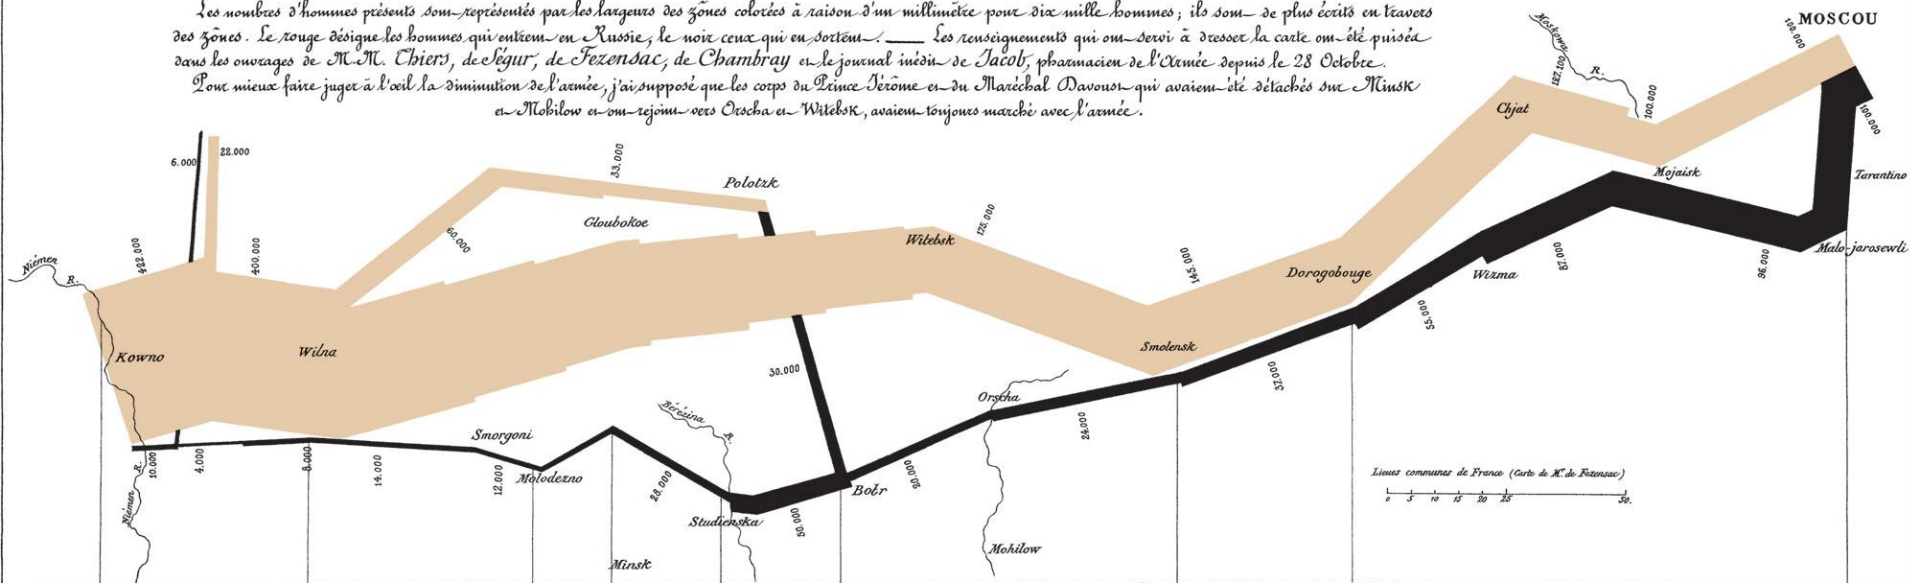 Les nombres d'hommes présents sont représentés par les largeurs des zônes colorées à raison d'un millimètre pour dix mille hommes; ils sont de plus écrits en travers
des zônes. Le rouge désigne les hommes qui entrent en Russie, le noir ceux qui en sortent. — Les renseignements qui ont servi à dresser la carte ont été puisés
dans les ouvrages de M.M. Thiers, de Ségur, de Fezensac, de Chambray et le journal inédit de Jacob, pharmacien de l'Armée depuis le 28 Octobre.
Pour mieux faire juger à l'œil la diminution de l'armée, j'ai supposé que les corps du Prince Jérôme et du Maréchal Davoust qui avaient été détachés sur Minsk
et Mohilow et ont rejoint vers Orscha et Witebsk, avaient toujours marché avec l'armée.
MOSCOU
100.000
Moskowa
R.
127.100
100.000
100.000
Chjat
Mojaisk
Tarantino
Malo-jarosewli
6.000
22.000
33.000
Polotzk
Gloubokoe
60.000
422.000
400.000
Niémen
R.
175.000
Witebsk
145.000
Dorogobouge
Wizma
87.000
96.000
55.000
Kowno
Wilna
30.000
Smolensk
37.000
Orscha
24.000
Bérézina
R.
Smorgoni
Molodezno
10.000
4.000
8.000
14.000
12.000
28.000
Studienska
50.000
Bobr
20.000
R.
Niémen
Minsk
Mohilow
Lieues communes de France (Carte de M. de Fezensac)
0 5 10 15 20 25 50.